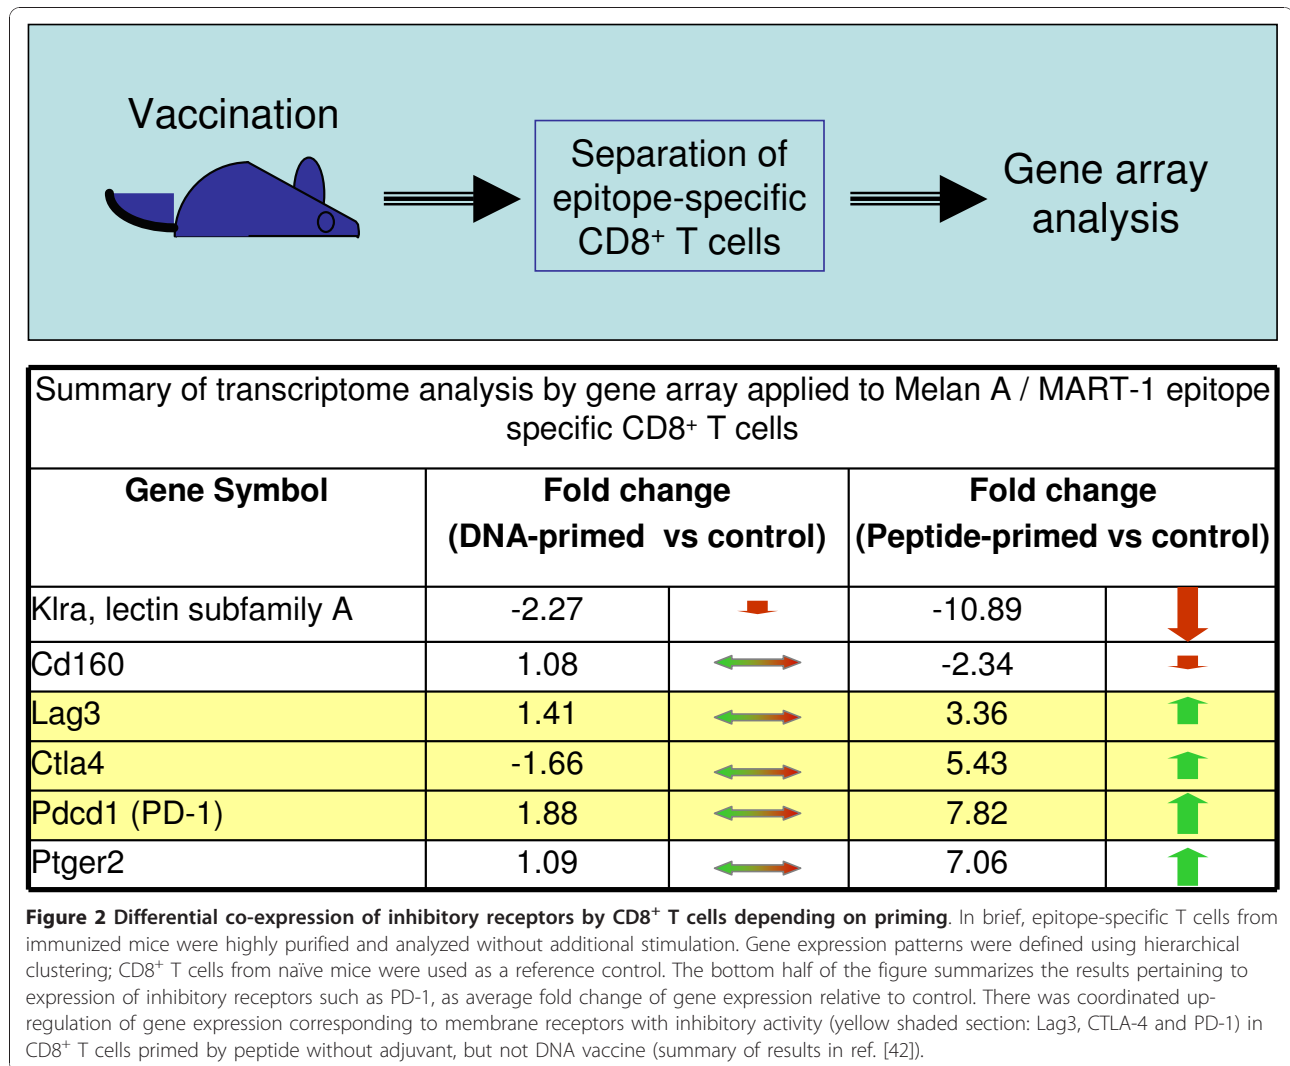 Vaccination
Separation of
epitope-specific
CD8+ T cells
Gene array
analysis
Summary of transcriptome analysis by gene array applied to Melan A / MART-1 epitope
specific CD8+ T cells
Gene Symbol
Fold change
(DNA-primed vs control)
Fold change
(Peptide-primed vs control)
Klra, lectin subfamily A -2.27 -10.89
Cd160 1.08 -2.34
Lag3 1.41 3.36
Ctla4 -1.66 5.43
Pdcd1 (PD-1) 1.88 7.82
Ptger2 1.09 7.06
Figure 2 Differential co-expression of inhibitory receptors by CD8+ T cells depending on priming. In brief, epitope-specific T cells from
immunized mice were highly purified and analyzed without additional stimulation. Gene expression patterns were defined using hierarchical
clustering; CD8+ T cells from naïve mice were used as a reference control. The bottom half of the figure summarizes the results pertaining to
expression of inhibitory receptors such as PD-1, as average fold change of gene expression relative to control. There was coordinated up-
regulation of gene expression corresponding to membrane receptors with inhibitory activity (yellow shaded section: Lag3, CTLA-4 and PD-1) in
CD8+ T cells primed by peptide without adjuvant, but not DNA vaccine (summary of results in ref. [42]).